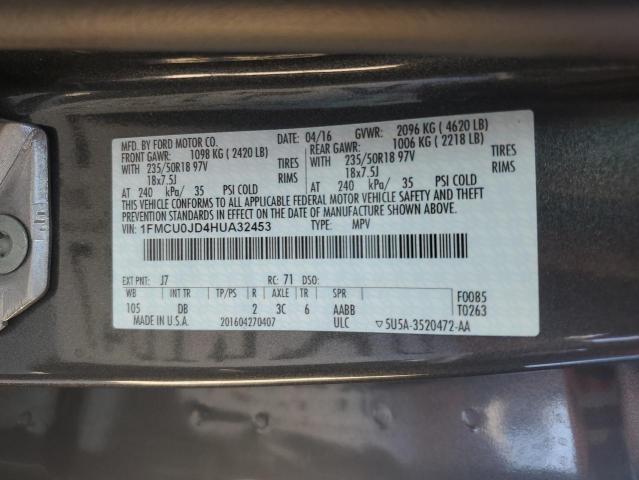 MFD. BY FORD MOTOR CO. DATE: 04/16 GVWR: 2096 KG ( 4620 LB)
FRONT GAWR: 1098 KG ( 2420 LB) REAR GAWR: 1006 KG ( 2218 LB)
WITH 235/50R18 97V TIRES WITH 235/50R18 97V TIRES
18x7.5J RIMS 18x7.5J RIMS
AT 240 kPa/ 35 PSI COLD AT 240 kPa/ 35 PSI COLD
THIS VEHICLE CONFORMS TO ALL APPLICABLE FEDERAL MOTOR VEHICLE SAFETY AND THEFT
PREVENTION STANDARDS IN EFFECT ON THE DATE OF MANUFACTURE SHOWN ABOVE.
VIN: 1FMCU0JD4HUA32453 TYPE: MPV
EXT PNT: J7 RC: 71 DSO:
WB INT TR TP/PS R AX TR SPR F0085
105 DB 2 3C 6 AABB T0263
MADE IN U.S.A. 201604270407 ULC 5U5A-3520472-AA